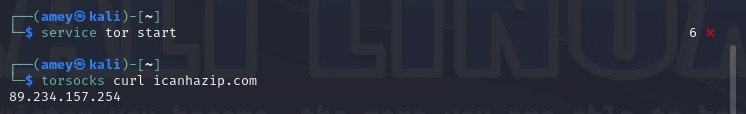 ┌──(amey㉿kali)-[~]
└─$ service tor start 6 ⨯
┌──(amey㉿kali)-[~]
└─$ torsocks curl icanhazip.com
89.234.157.254